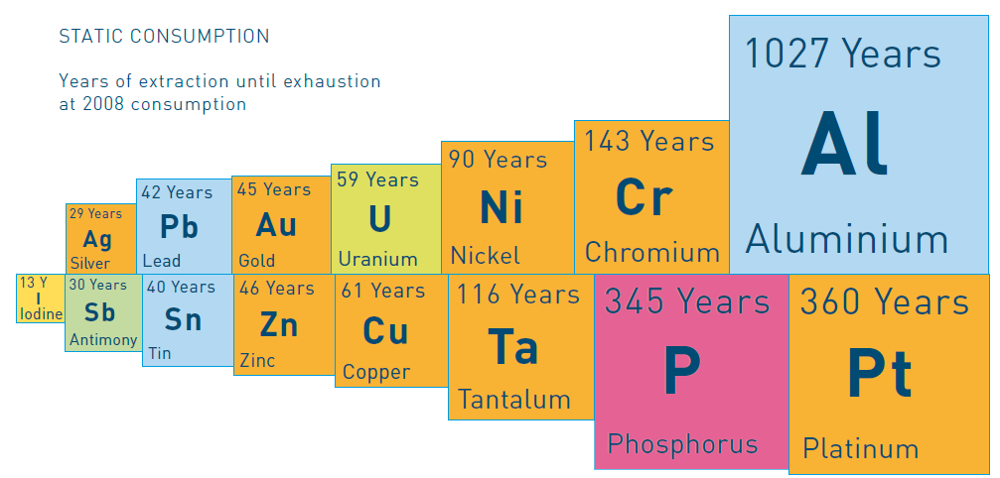 STATIC CONSUMPTION
Years of extraction until exhaustion
at 2008 consumption
29 Years
Ag
Silver
42 Years
Pb
Lead
45 Years
Au
Gold
59 Years
U
Uranium
90 Years
Ni
Nickel
143 Years
Cr
Chromium
1027 Years
Al
Aluminium
13 Y
I
Iodine
30 Years
Sb
Antimony
40 Years
Sn
Tin
46 Years
Zn
Zinc
61 Years
Cu
Copper
116 Years
Ta
Tantalum
345 Years
P
Phosphorus
360 Years
Pt
Platinum